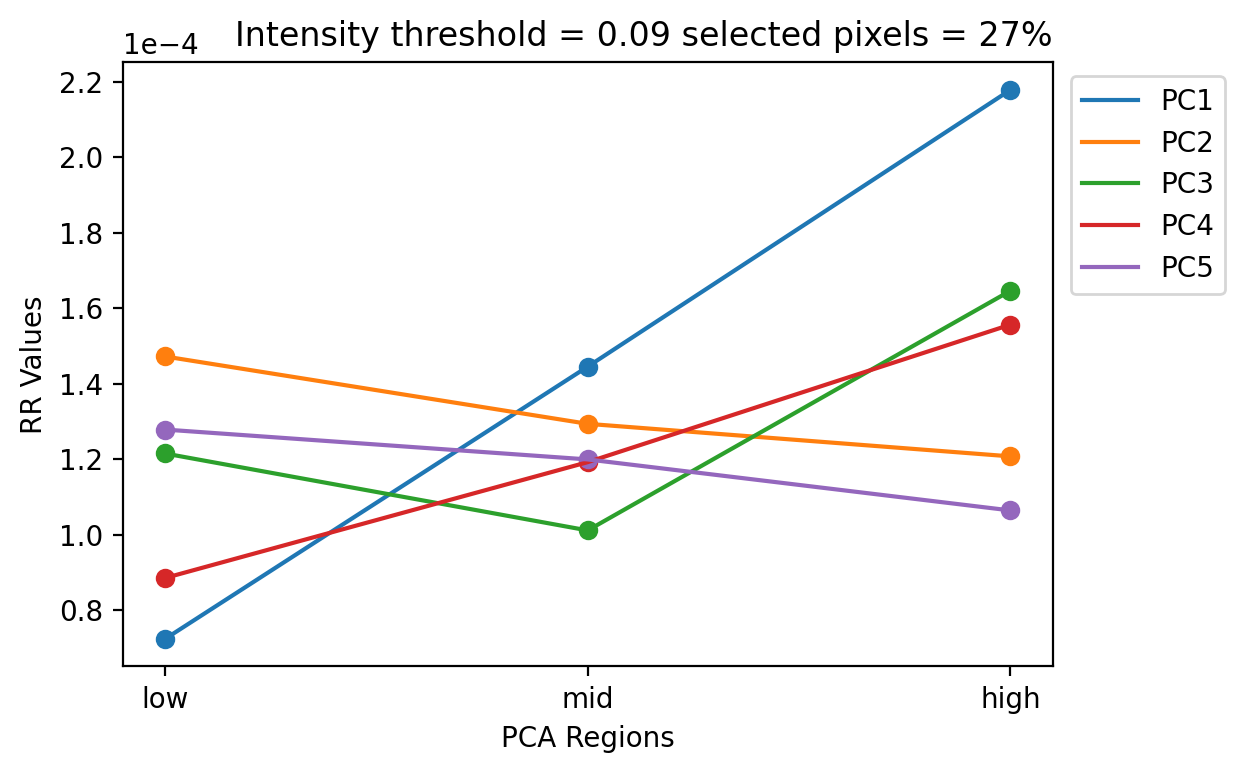 Intensity threshold = 0.09 selected pixels = 27%
1e−4
2.2
2.0
1.8
1.6
1.4
1.2
1.0
0.8
RR Values
low mid high
PCA Regions
PC1
PC2
PC3
PC4
PC5